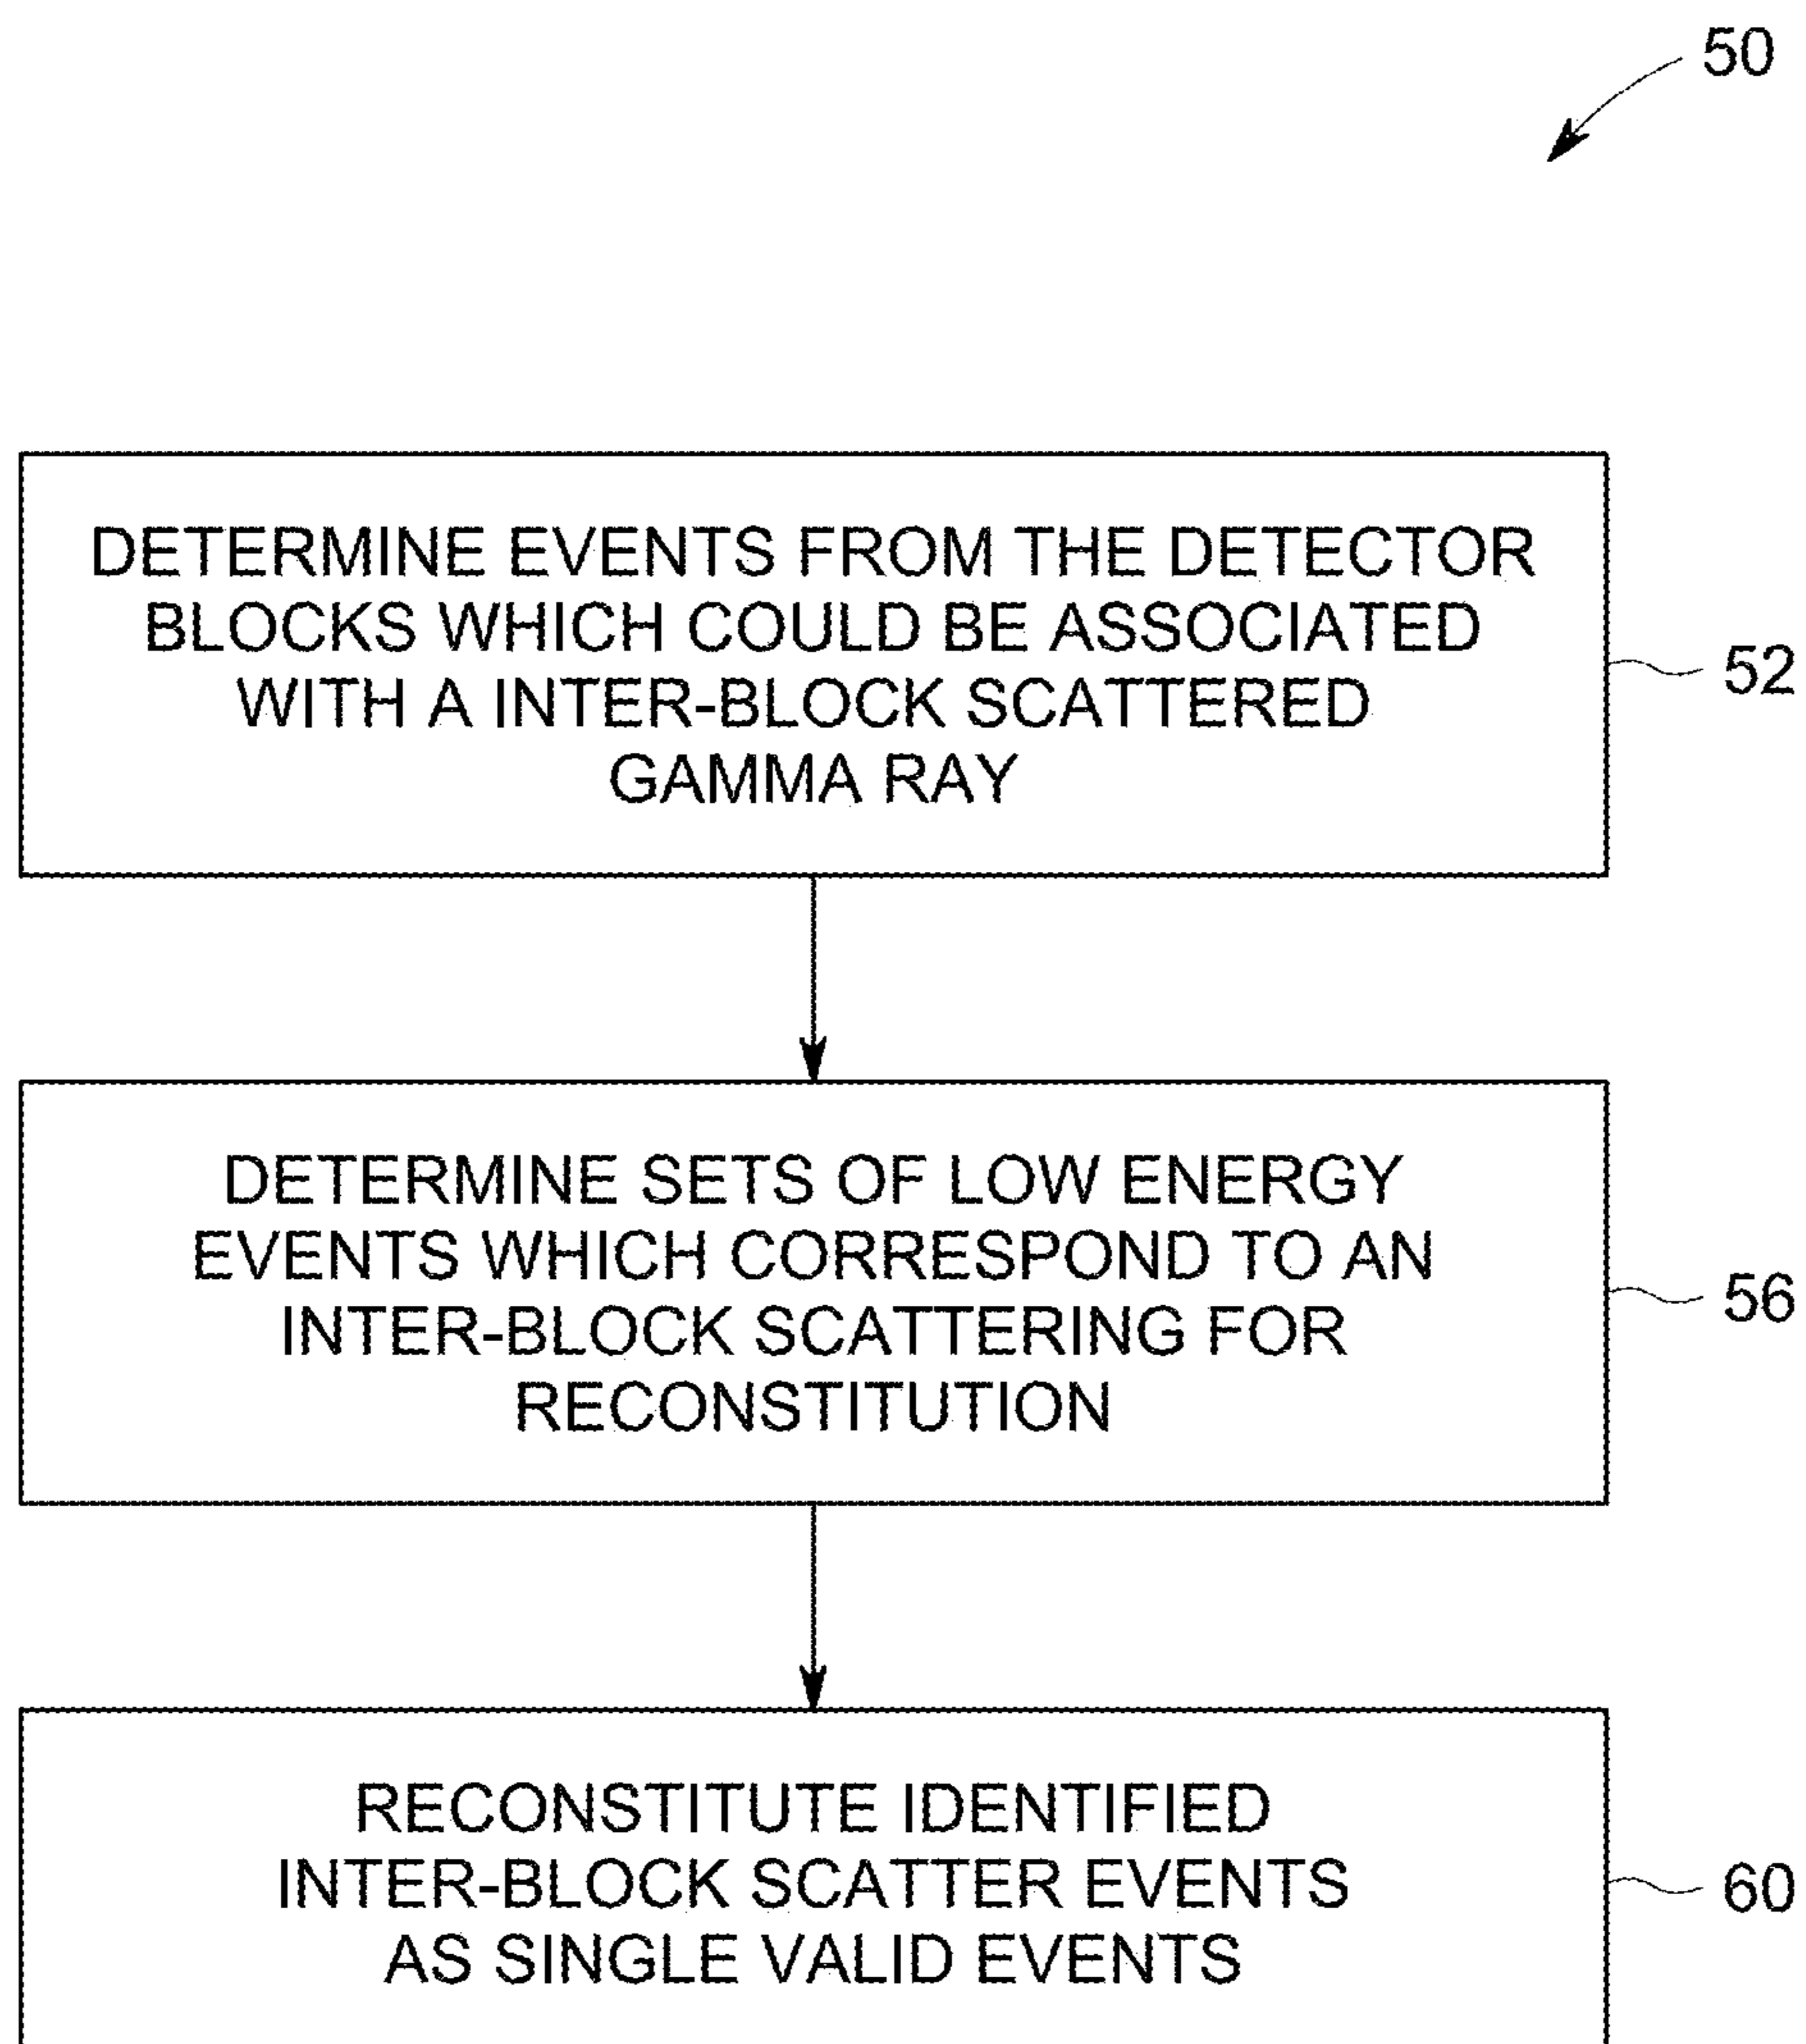 50
DETERMINE EVENTS FROM THE DETECTOR
BLOCKS WHICH COULD BE ASSOCIATED
WITH A INTER-BLOCK SCATTERED
GAMMA RAY
52
DETERMINE SETS OF LOW ENERGY
EVENTS WHICH CORRESPOND TO AN
INTER-BLOCK SCATTERING FOR
RECONSTITUTION
56
RECONSTITUTE IDENTIFIED
INTER-BLOCK SCATTER EVENTS
AS SINGLE VALID EVENTS
60